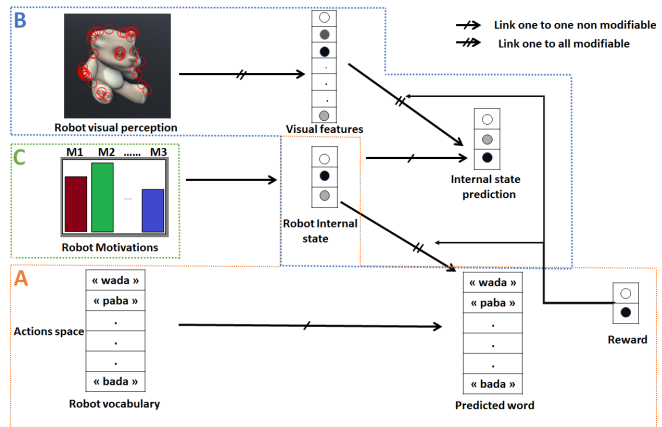 B
Link one to one non modifiable
Link one to all modifiable
Robot visual perception
Visual features
C
M1 M2 ...... M3
Robot Motivations
Robot Internal
state
Internal state
prediction
A
« wada »
« paba »
.
.
.
« bada »
Actions space
Robot vocabulary
« wada »
« paba »
.
.
.
« bada »
Predicted word
Reward